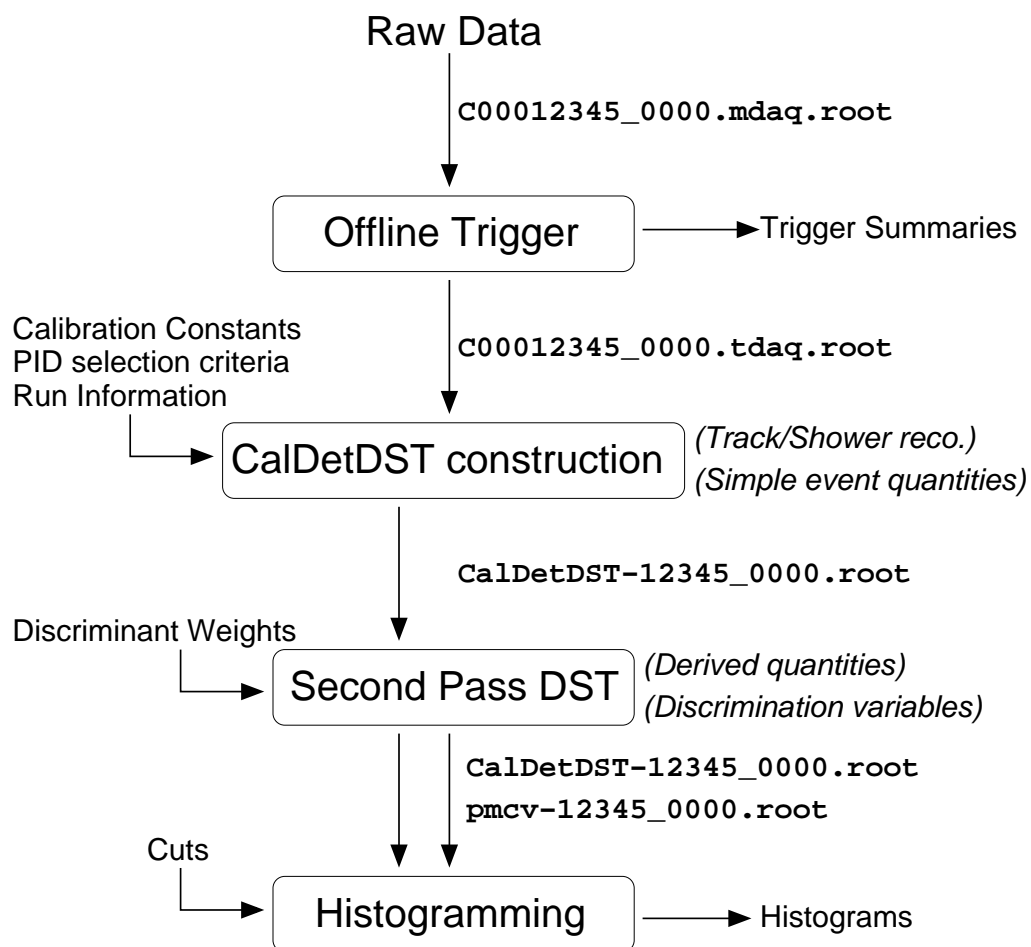 Raw Data
C00012345_0000.mdaq.root
Offline Trigger
Trigger Summaries
Calibration Constants
PID selection criteria
Run Information
C00012345_0000.tdaq.root
CalDetDST construction
(Track/Shower reco.)
(Simple event quantities)
CalDetDST−12345_0000.root
Discriminant Weights
Second Pass DST
(Derived quantities)
(Discrimination variables)
CalDetDST−12345_0000.root
pmcv−12345_0000.root
Cuts
Histogramming
Histograms